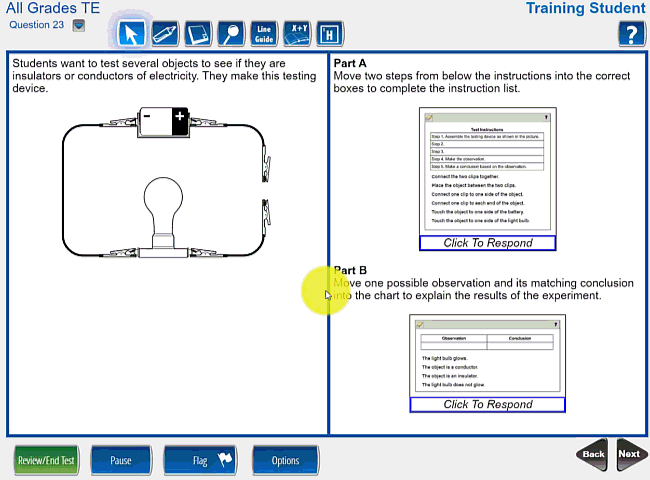 All Grades TE
Training Student
Question 23
Line
Guide
X+Y
H
?
Students want to test several objects to see if they are
insulators or conductors of electricity. They make this testing
device.
- +
Part A
Move two steps from below the instructions into the correct
boxes to complete the instruction list.
Test Instructions
Step 1. Assemble the testing device as shown in the picture.
Step 2.
Step 3.
Step 4. Make the observation.
Step 5. Make a conclusion based on the observation.
Connect the two clips together.
Place the object between the two clips.
Connect one clip to one side of the object.
Connect one clip to each end of the object.
Touch the object to one side of the battery.
Touch the object to one side of the light bulb.
Click To Respond
Part B
Move one possible observation and its matching conclusion
into the chart to explain the results of the experiment.
Observation Conclusion
The light bulb glows.
The object is a conductor.
The object is an insulator.
The light bulb does not glow.
Click To Respond
Review/End Test
Pause
Flag
Options
Back
Next